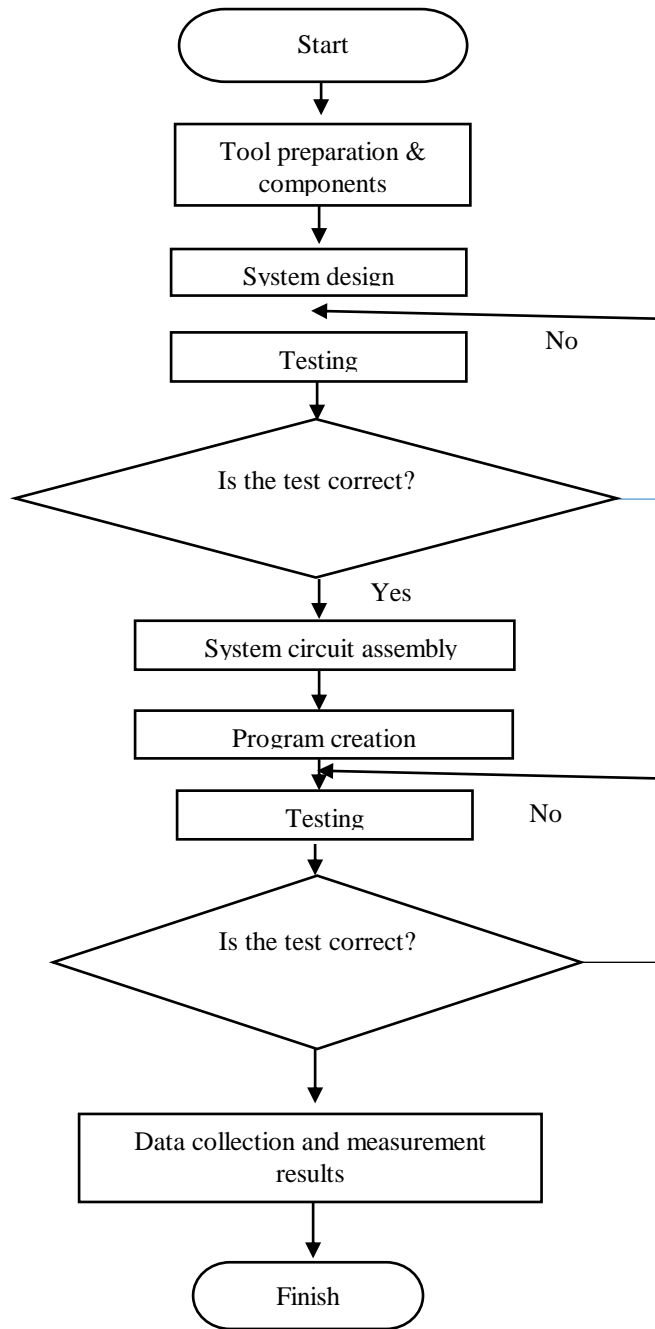 Start
Tool preparation &
components
System design
No
Testing
Is the test correct?
Yes
System circuit assembly
Program creation
Testing
No
Is the test correct?
Data collection and measurement
results
Finish